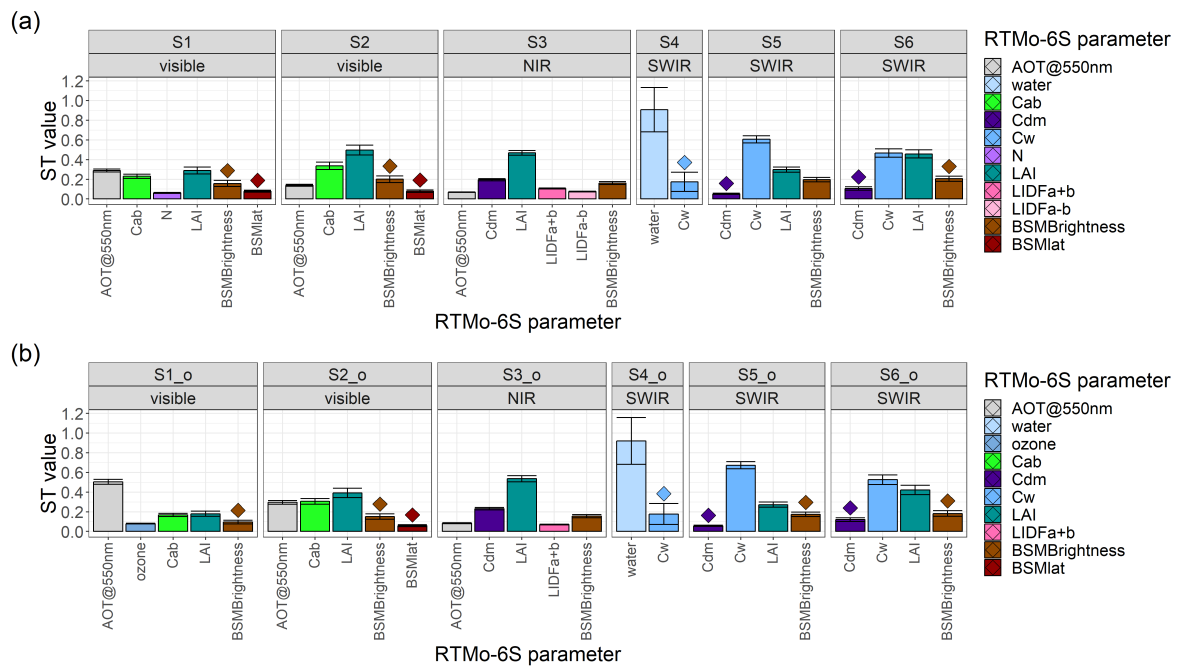 (a)
S1 S2 S3 S4 S5 S6
visible visible NIR SWIR SWIR SWIR
ST value
1.2
1.0
0.8
0.6
0.4
0.2
0.0
AOT@550nm Cab N LAI BSMBrightness BSMlat AOT@550nm Cab LAI BSMBrightness BSMlat AOT@550nm Cdm LAI LIDFa+b LIDFa-b BSMBrightness water Cw Cdm Cw LAI BSMBrightness Cdm Cw LAI BSMBrightness
RTMo-6S parameter
RTMo-6S parameter
AOT@550nm
water
Cab
Cdm
Cw
N
LAI
LIDFa+b
LIDFa-b
BSMBrightness
BSMlat
(b)
S1_o S2_o S3_o S4_o S5_o S6_o
visible visible NIR SWIR SWIR SWIR
ST value
1.2
1.0
0.8
0.6
0.4
0.2
0.0
AOT@550nm ozone Cab LAI BSMBrightness AOT@550nm Cab LAI BSMBrightness BSMlat AOT@550nm Cdm LAI LIDFa+b BSMBrightness water Cw Cdm Cw LAI BSMBrightness Cdm Cw LAI BSMBrightness
RTMo-6S parameter
RTMo-6S parameter
AOT@550nm
water
ozone
Cab
Cdm
Cw
LAI
LIDFa+b
BSMBrightness
BSMlat